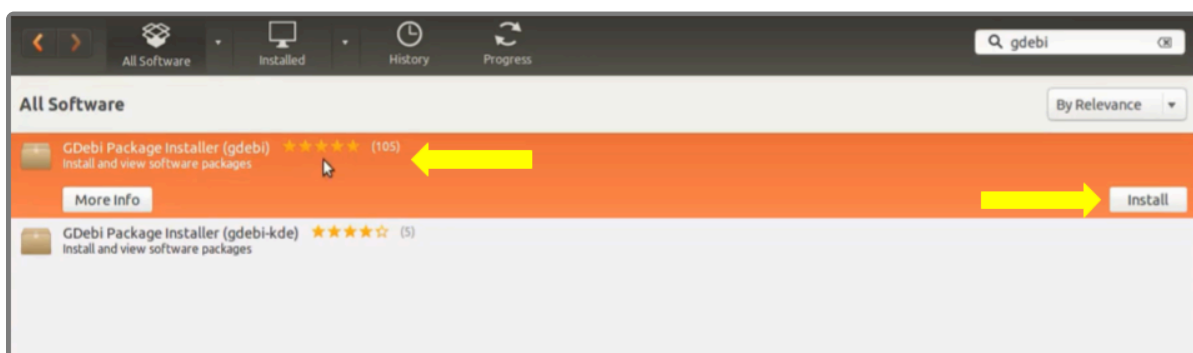 All Software
Installed
History
Progress
gdebi
All Software
By Relevance
GDebi Package Installer (gdebi) (105)
Install and view software packages
More Info
Install
GDebi Package Installer (gdebi-kde) (5)
Install and view software packages